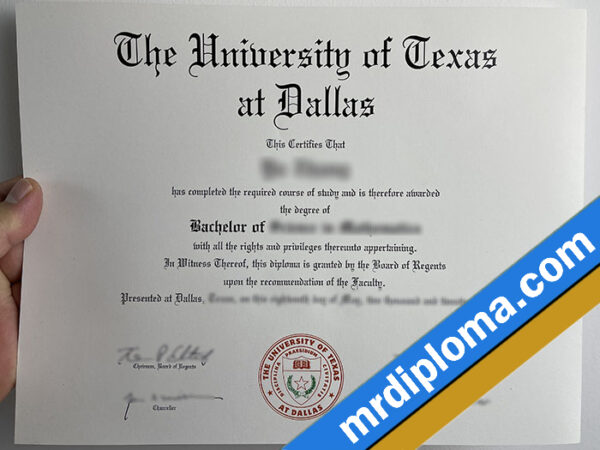 The University of Texas
at Dallas
This Certifies That
has completed the required course of study and is therefore awarded
the degree of
Bachelor of
with all the rights and privileges thereunto appertaining.
In Witness Thereof, this diploma is granted by the Board of Regents
upon the recommendation of the Faculty.
Presented at Dallas,
Chairman, Board of Regents
Chancellor
THE UNIVERSITY OF TEXAS
AT DALLAS
DISCIPLINA PRAESIDIUM CIVITATIS
mrdiploma.com